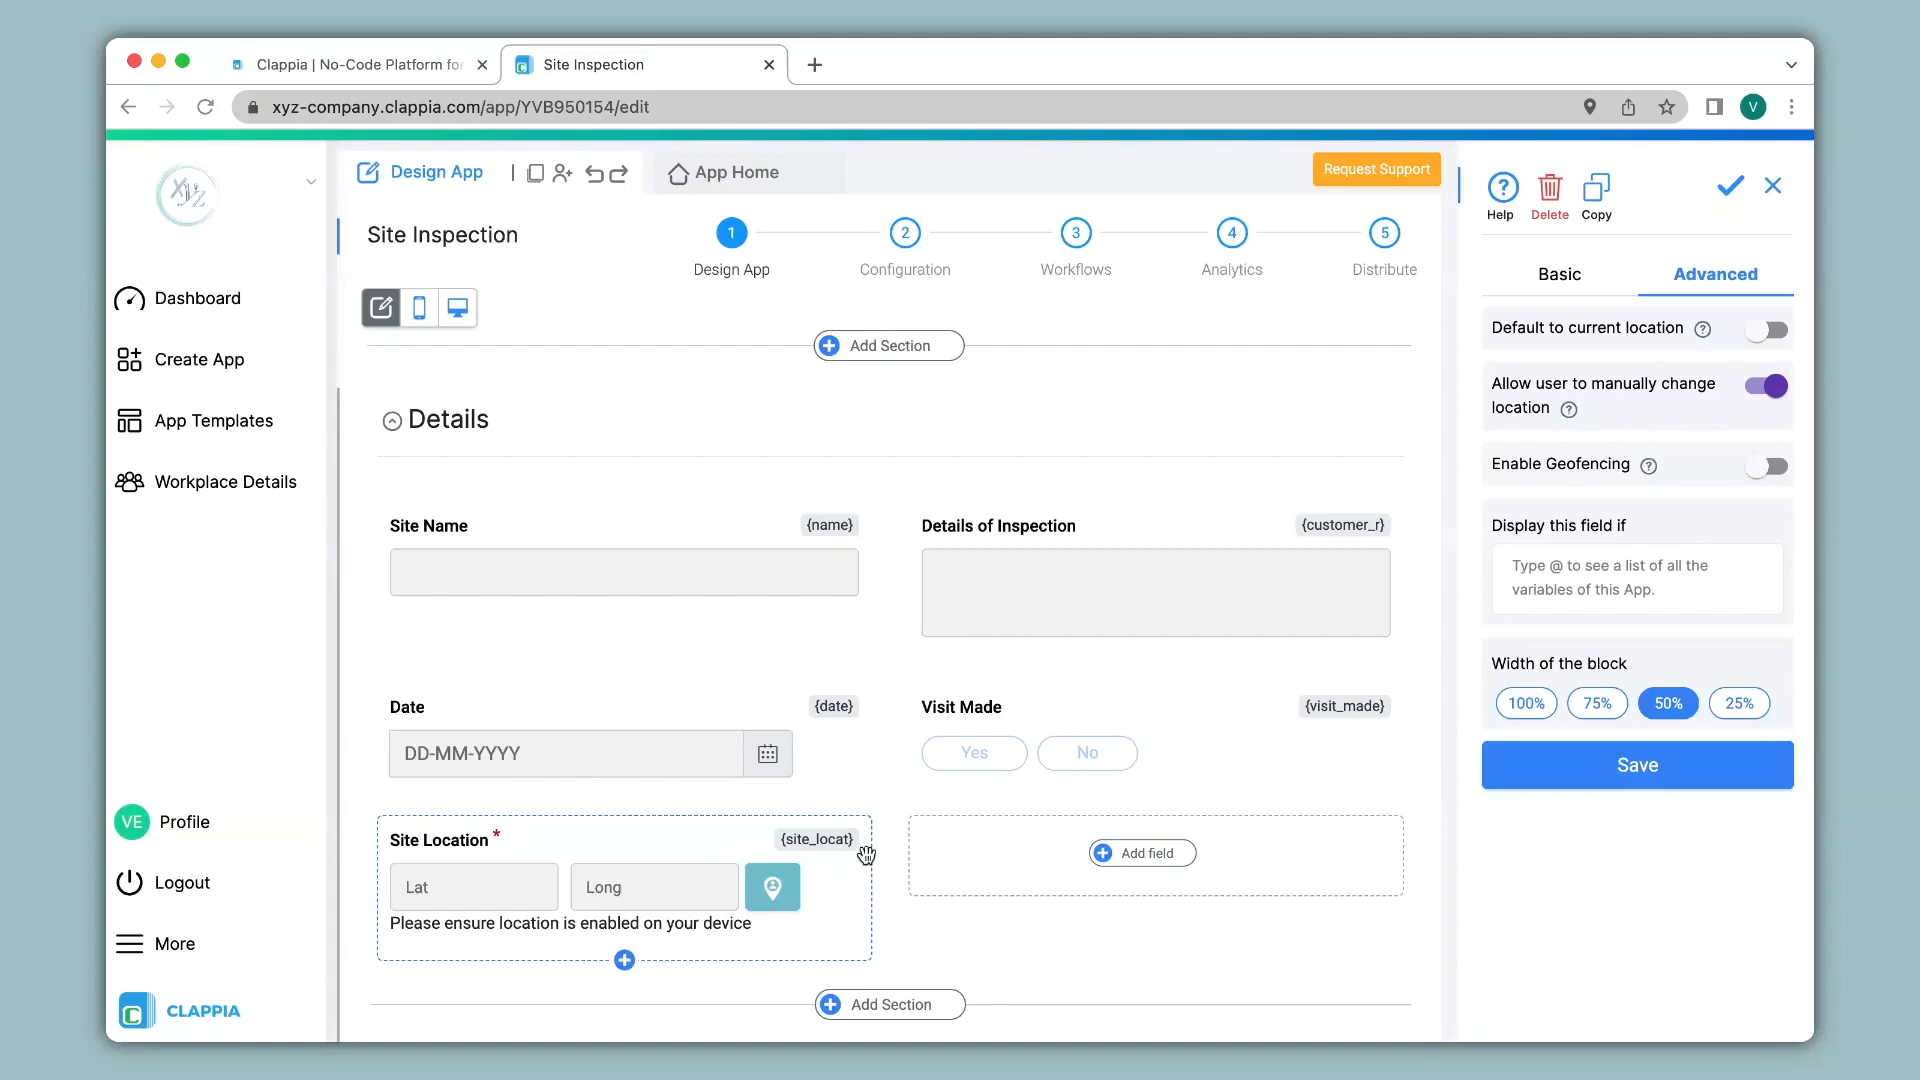 Clappia | No-Code Platform for
Site Inspection
xyz-company.clappia.com/app/YVB950154/edit
V
XYZ
Design App
App Home
Request Support
Help
Delete
Copy
Site Inspection
1
2
3
4
5
Design App
Configuration
Workflows
Analytics
Distribute
Dashboard
Create App
App Templates
Workplace Details
VE
Profile
Logout
More
CLAPPIA
Add Section
Details
Site Name
{name}
Details of Inspection
{customer_r}
Date
{date}
DD-MM-YYYY
Visit Made
{visit_made}
Yes
No
Site Location *
{site_locat}
Lat
Long
Please ensure location is enabled on your device
Add field
Add Section
Basic
Advanced
Default to current location ?
Allow user to manually change
location ?
Enable Geofencing ?
Display this field if
Type @ to see a list of all the
variables of this App.
Width of the block
100%
75%
50%
25%
Save